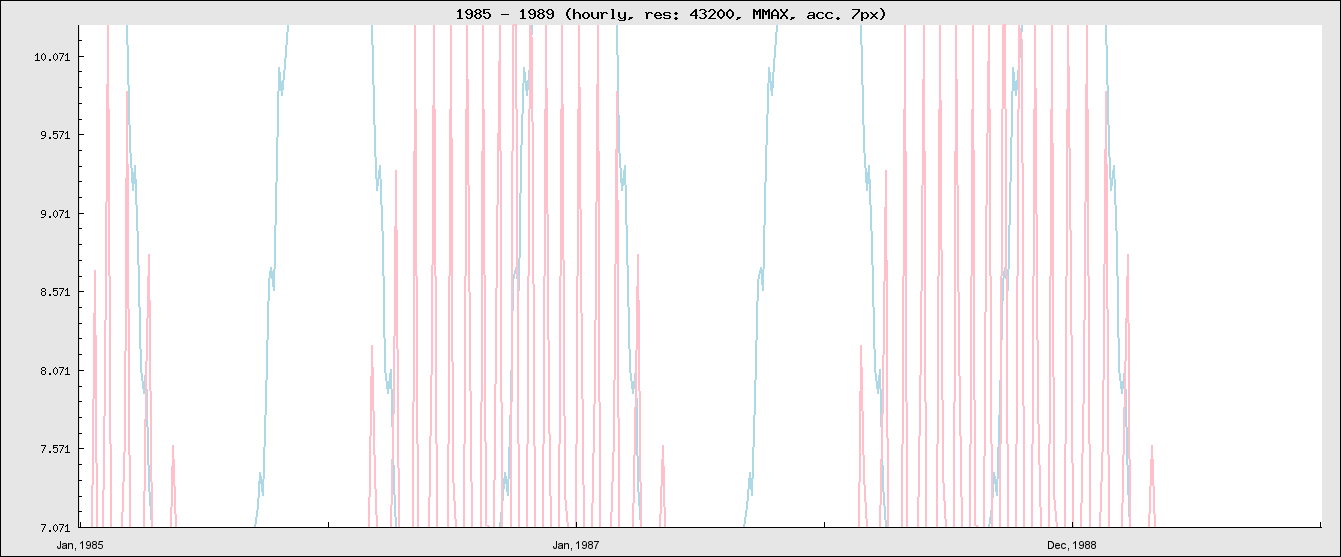 1985 - 1989 (hourly, res: 43200, MMAX, acc. 7px)
10.071
9.571
9.071
8.571
8.071
7.571
7.071
Jan, 1985
Jan, 1987
Dec, 1988